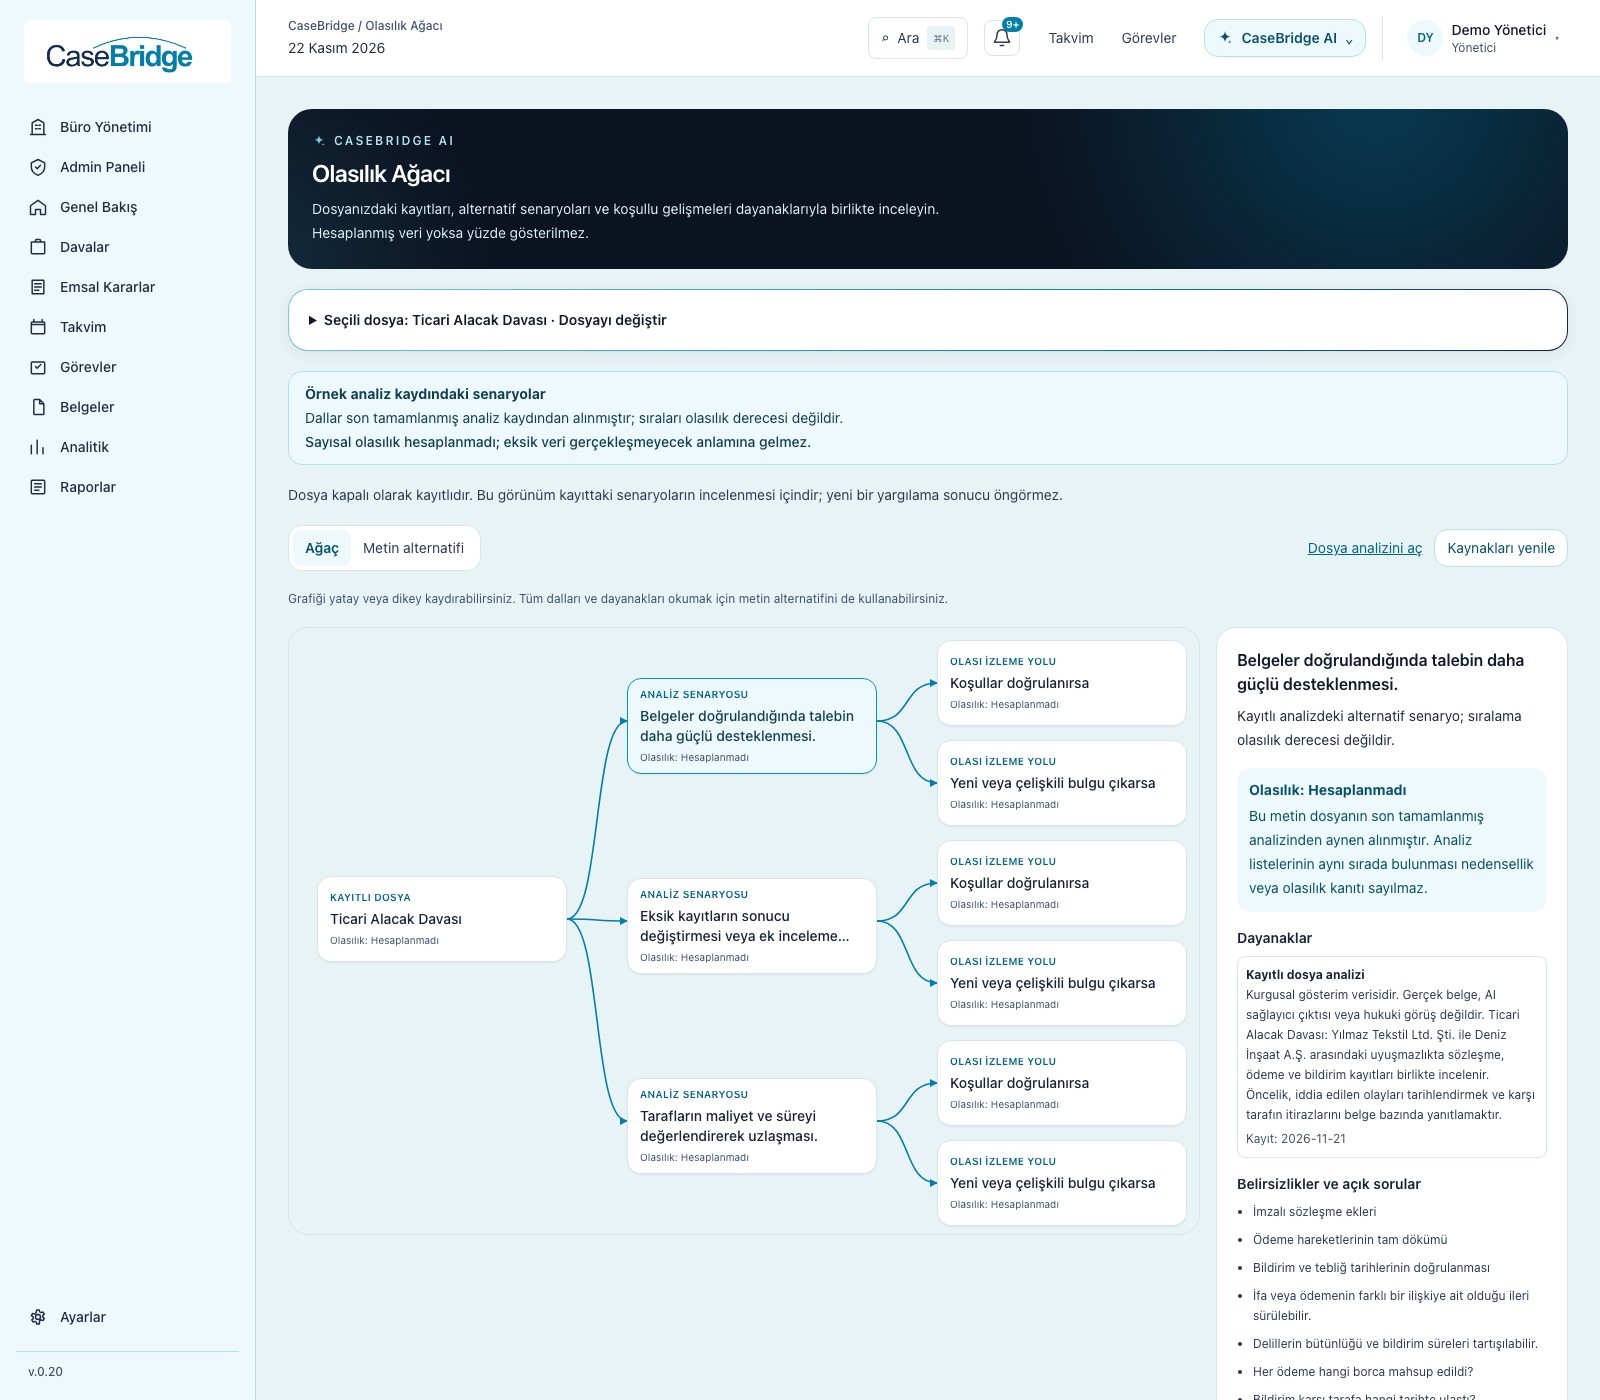 CaseBridge
Büro Yönetimi
Admin Paneli
Genel Bakış
Davalar
Emsal Kararlar
Takvim
Görevler
Belgeler
Analitik
Raporlar
Ayarlar
v.0.20
CaseBridge / Olasılık Ağacı
22 Kasım 2026
Ara ⌘K
9+
Takvim
Görevler
CaseBridge AI
DY
Demo Yönetici
Yönetici
CASEBRIDGE AI
Olasılık Ağacı
Dosyanızdaki kayıtları, alternatif senaryoları ve koşullu gelişmeleri dayanaklarıyla birlikte inceleyin.
Hesaplanmış veri yoksa yüzde gösterilmez.
Seçili dosya: Ticari Alacak Davası · Dosyayı değiştir
Örnek analiz kaydındaki senaryolar
Dallar son tamamlanmış analiz kaydından alınmıştır; sıraları olasılık derecesi değildir.
Sayısal olasılık hesaplanmadı; eksik veri gerçekleşmeyecek anlamına gelmez.
Dosya kapalı olarak kayıtlıdır. Bu görünüm kayıttaki senaryoların incelenmesi içindir; yeni bir yargılama sonucu öngörmez.
Ağaç
Metin alternatifi
Dosya analizini aç
Kaynakları yenile
Grafiği yatay veya dikey kaydırabilirsiniz. Tüm dalları ve dayanakları okumak için metin alternatifini de kullanabilirsiniz.
KAYITLI DOSYA
Ticari Alacak Davası
Olasılık: Hesaplanmadı
ANALİZ SENARYOSU
Belgeler doğrulandığında talebin
daha güçlü desteklenmesi.
Olasılık: Hesaplanmadı
ANALİZ SENARYOSU
Eksik kayıtların sonucu
değiştirmesi veya ek inceleme...
Olasılık: Hesaplanmadı
ANALİZ SENARYOSU
Tarafların maliyet ve süreyi
değerlendirerek uzlaşması.
Olasılık: Hesaplanmadı
OLASI İZLEME YOLU
Koşullar doğrulanırsa
Olasılık: Hesaplanmadı
OLASI İZLEME YOLU
Yeni veya çelişkili bulgu çıkarsa
Olasılık: Hesaplanmadı
OLASI İZLEME YOLU
Koşullar doğrulanırsa
Olasılık: Hesaplanmadı
OLASI İZLEME YOLU
Yeni veya çelişkili bulgu çıkarsa
Olasılık: Hesaplanmadı
OLASI İZLEME YOLU
Koşullar doğrulanırsa
Olasılık: Hesaplanmadı
OLASI İZLEME YOLU
Yeni veya çelişkili bulgu çıkarsa
Olasılık: Hesaplanmadı
Belgeler doğrulandığında talebin daha
güçlü desteklenmesi.
Kayıtlı analizdeki alternatif senaryo; sıralama
olasılık derecesi değildir.
Olasılık: Hesaplanmadı
Bu metin dosyanın son tamamlanmış
analizinden aynen alınmıştır. Analiz
listelerinin aynı sırada bulunması nedensellik
veya olasılık kanıtı sayılmaz.
Dayanaklar
Kayıtlı dosya analizi
Kurgusal gösterim verisidir. Gerçek belge, AI
sağlayıcı çıktısı veya hukuki görüş değildir. Ticari
Alacak Davası: Yılmaz Tekstil Ltd. Şti. ile Deniz
İnşaat A.Ş. arasındaki uyuşmazlıkta sözleşme,
ödeme ve bildirim kayıtları birlikte incelenir.
Öncelik, iddia edilen olayları tarihlendirmek ve karşı
tarafın itirazlarını belge bazında yanıtlamaktır.
Kayıt: 2026-11-21
Belirsizlikler ve açık sorular
• İmzalı sözleşme ekleri
• Ödeme hareketlerinin tam dökümü
• Bildirim ve tebliğ tarihlerinin doğrulanması
• İfa veya ödemenin farklı bir ilişkiye ait olduğu ileri
sürülebilir.
• Delillerin bütünlüğü ve bildirim süreleri tartışılabilir.
• Her ödeme hangi borca mahsup edildi?
• Bildirim karşı tarafa hangi tarihte ulaştı?